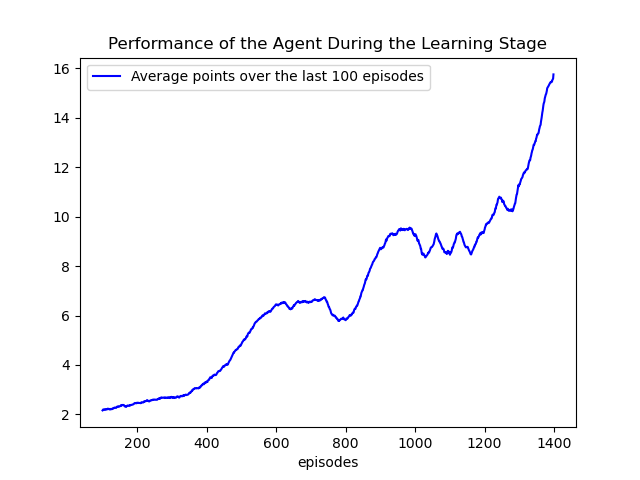 Performance of the Agent During the Learning Stage
Average points over the last 100 episodes
16
14
12
10
8
6
4
2
200 400 600 800 1000 1200 1400
episodes